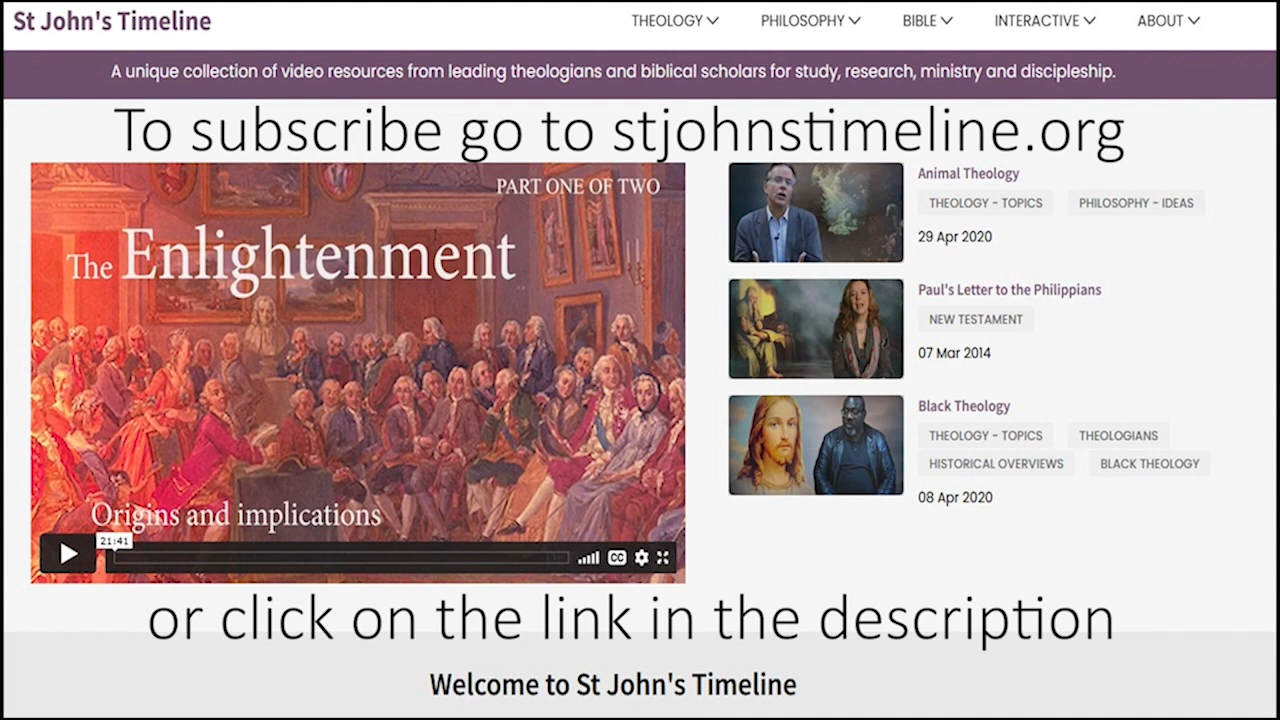 St John's Timeline
THEOLOGY PHILOSOPHY BIBLE INTERACTIVE ABOUT
A unique collection of video resources from leading theologians and biblical scholars for study, research, ministry and discipleship.
To subscribe go to stjohnstimeline.org
PART ONE OF TWO
The Enlightenment
Origins and implications
21:41
CC
Animal Theology
THEOLOGY - TOPICS PHILOSOPHY - IDEAS
29 Apr 2020
Paul's Letter to the Philippians
NEW TESTAMENT
07 Mar 2014
Black Theology
THEOLOGY - TOPICS THEOLOGIANS
HISTORICAL OVERVIEWS BLACK THEOLOGY
08 Apr 2020
or click on the link in the description
Welcome to St John's Timeline